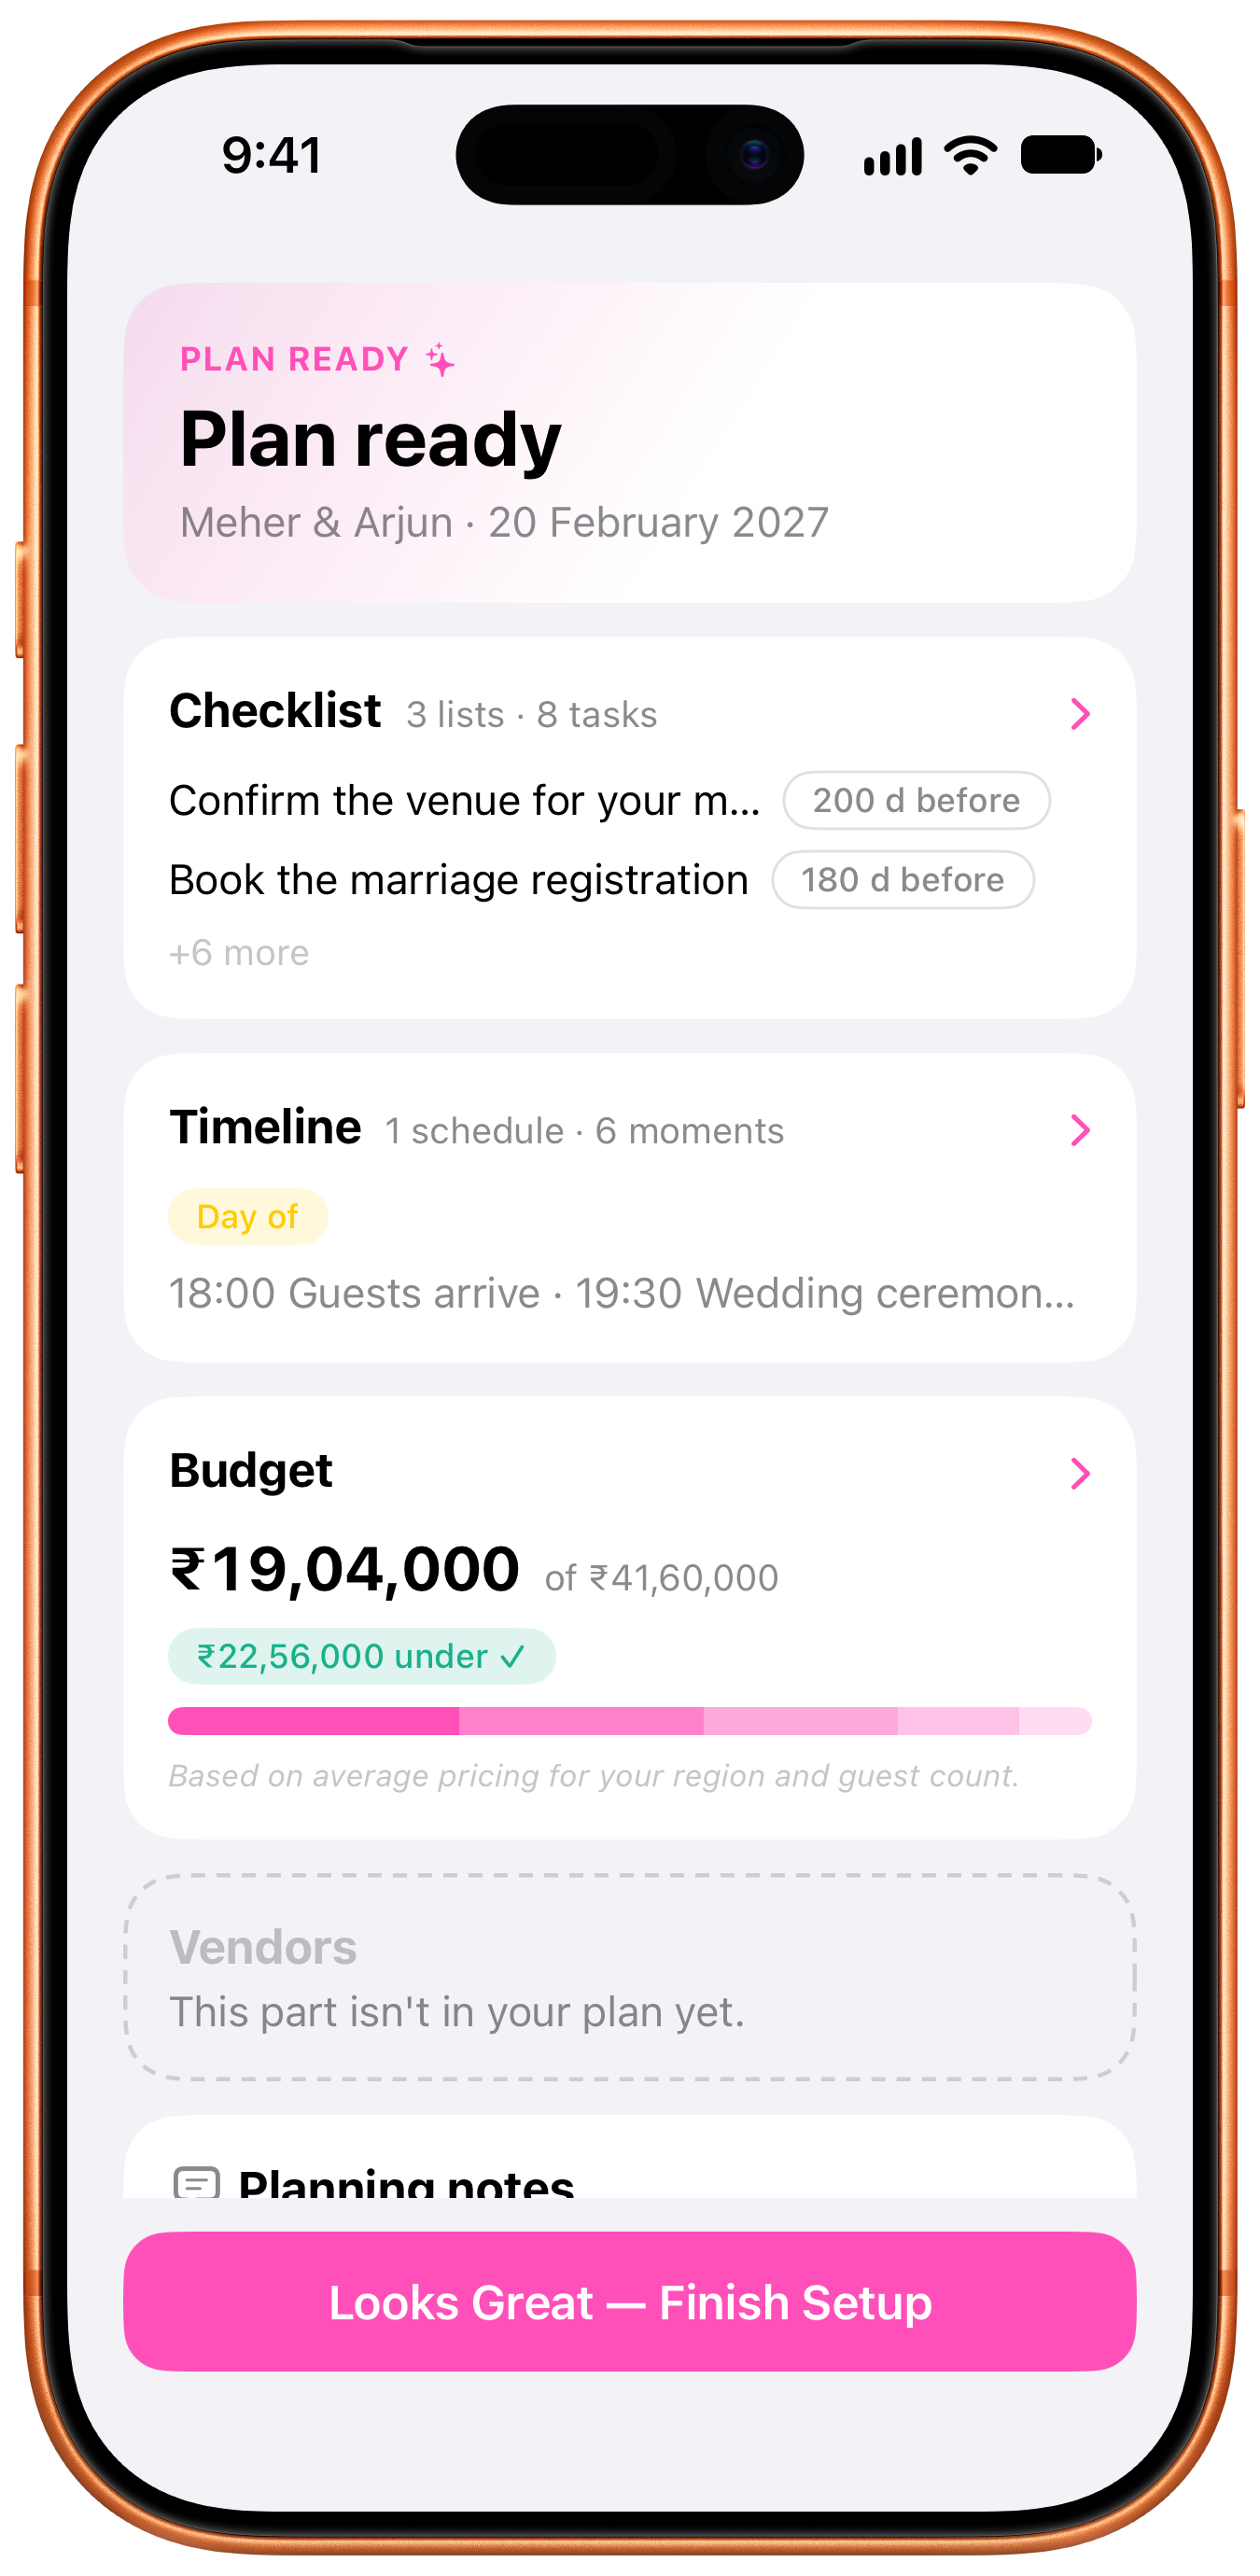 9:41
PLAN READY
Plan ready
Meher & Arjun · 20 February 2027
Checklist 3 lists · 8 tasks
Confirm the venue for your m... 200 d before
Book the marriage registration 180 d before
+6 more
Timeline 1 schedule · 6 moments
Day of
18:00 Guests arrive · 19:30 Wedding ceremon...
Budget
₹19,04,000 of ₹41,60,000
₹22,56,000 under ✓
Based on average pricing for your region and guest count.
Vendors
This part isn't in your plan yet.
Planning notes
Looks Great — Finish Setup